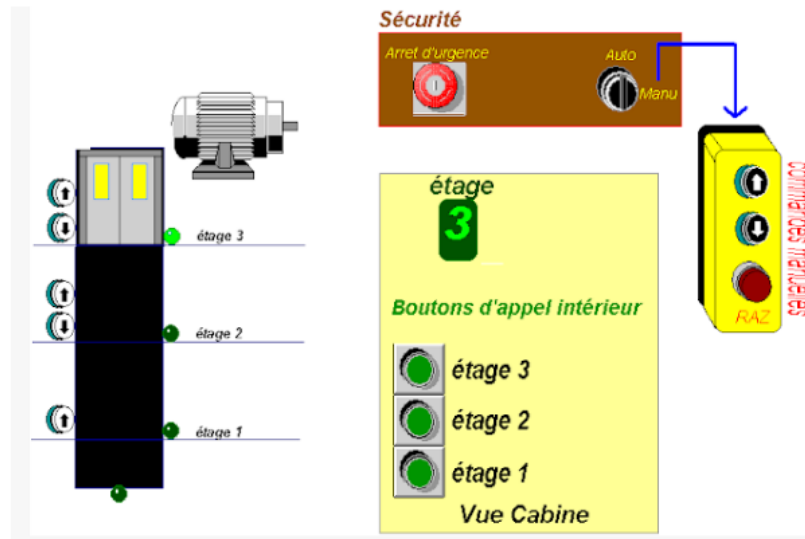 Sécurité
Arret d'urgence
Auto
Manu
étage
3
étage 3
Boutons d'appel intérieur
étage 2
étage 3
étage 2
étage 1
étage 1
Vue Cabine
commandes manuelles
RAZ